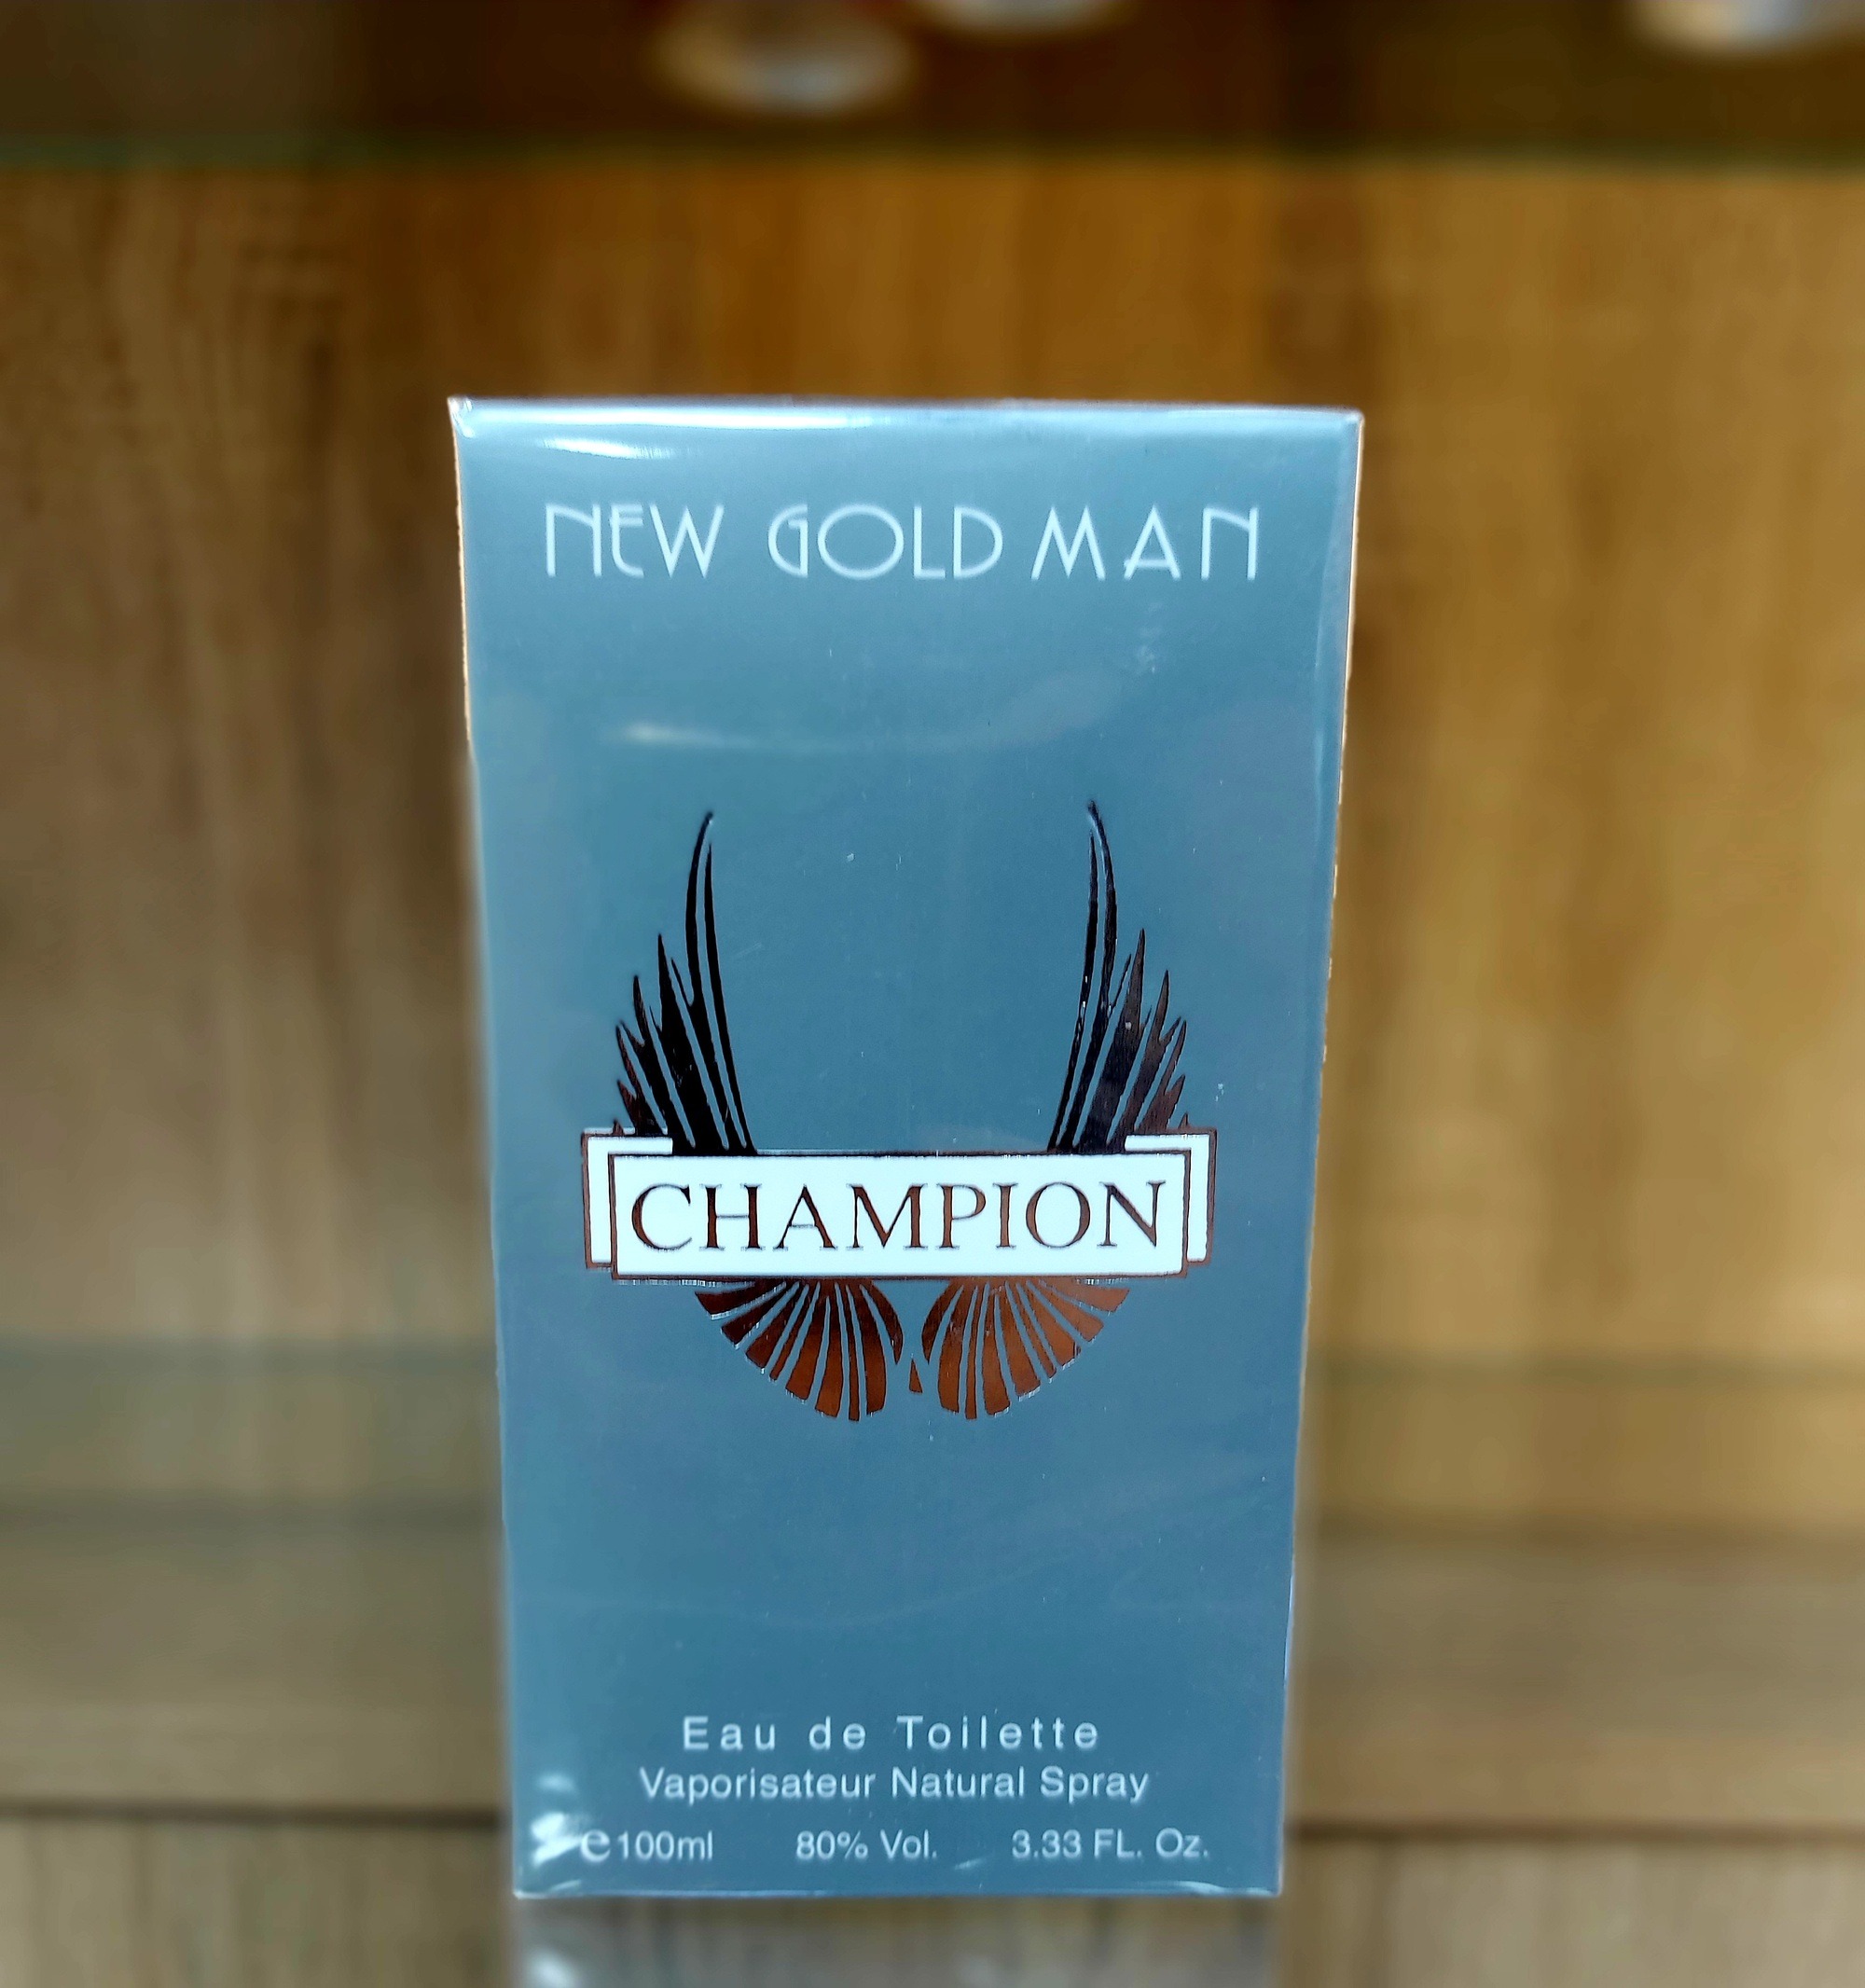 NEW GOLD MAN
CHAMPION
Eau de Toilette
Vaporisateur Natural Spray
e 100ml 80% Vol. 3.33 FL. Oz.